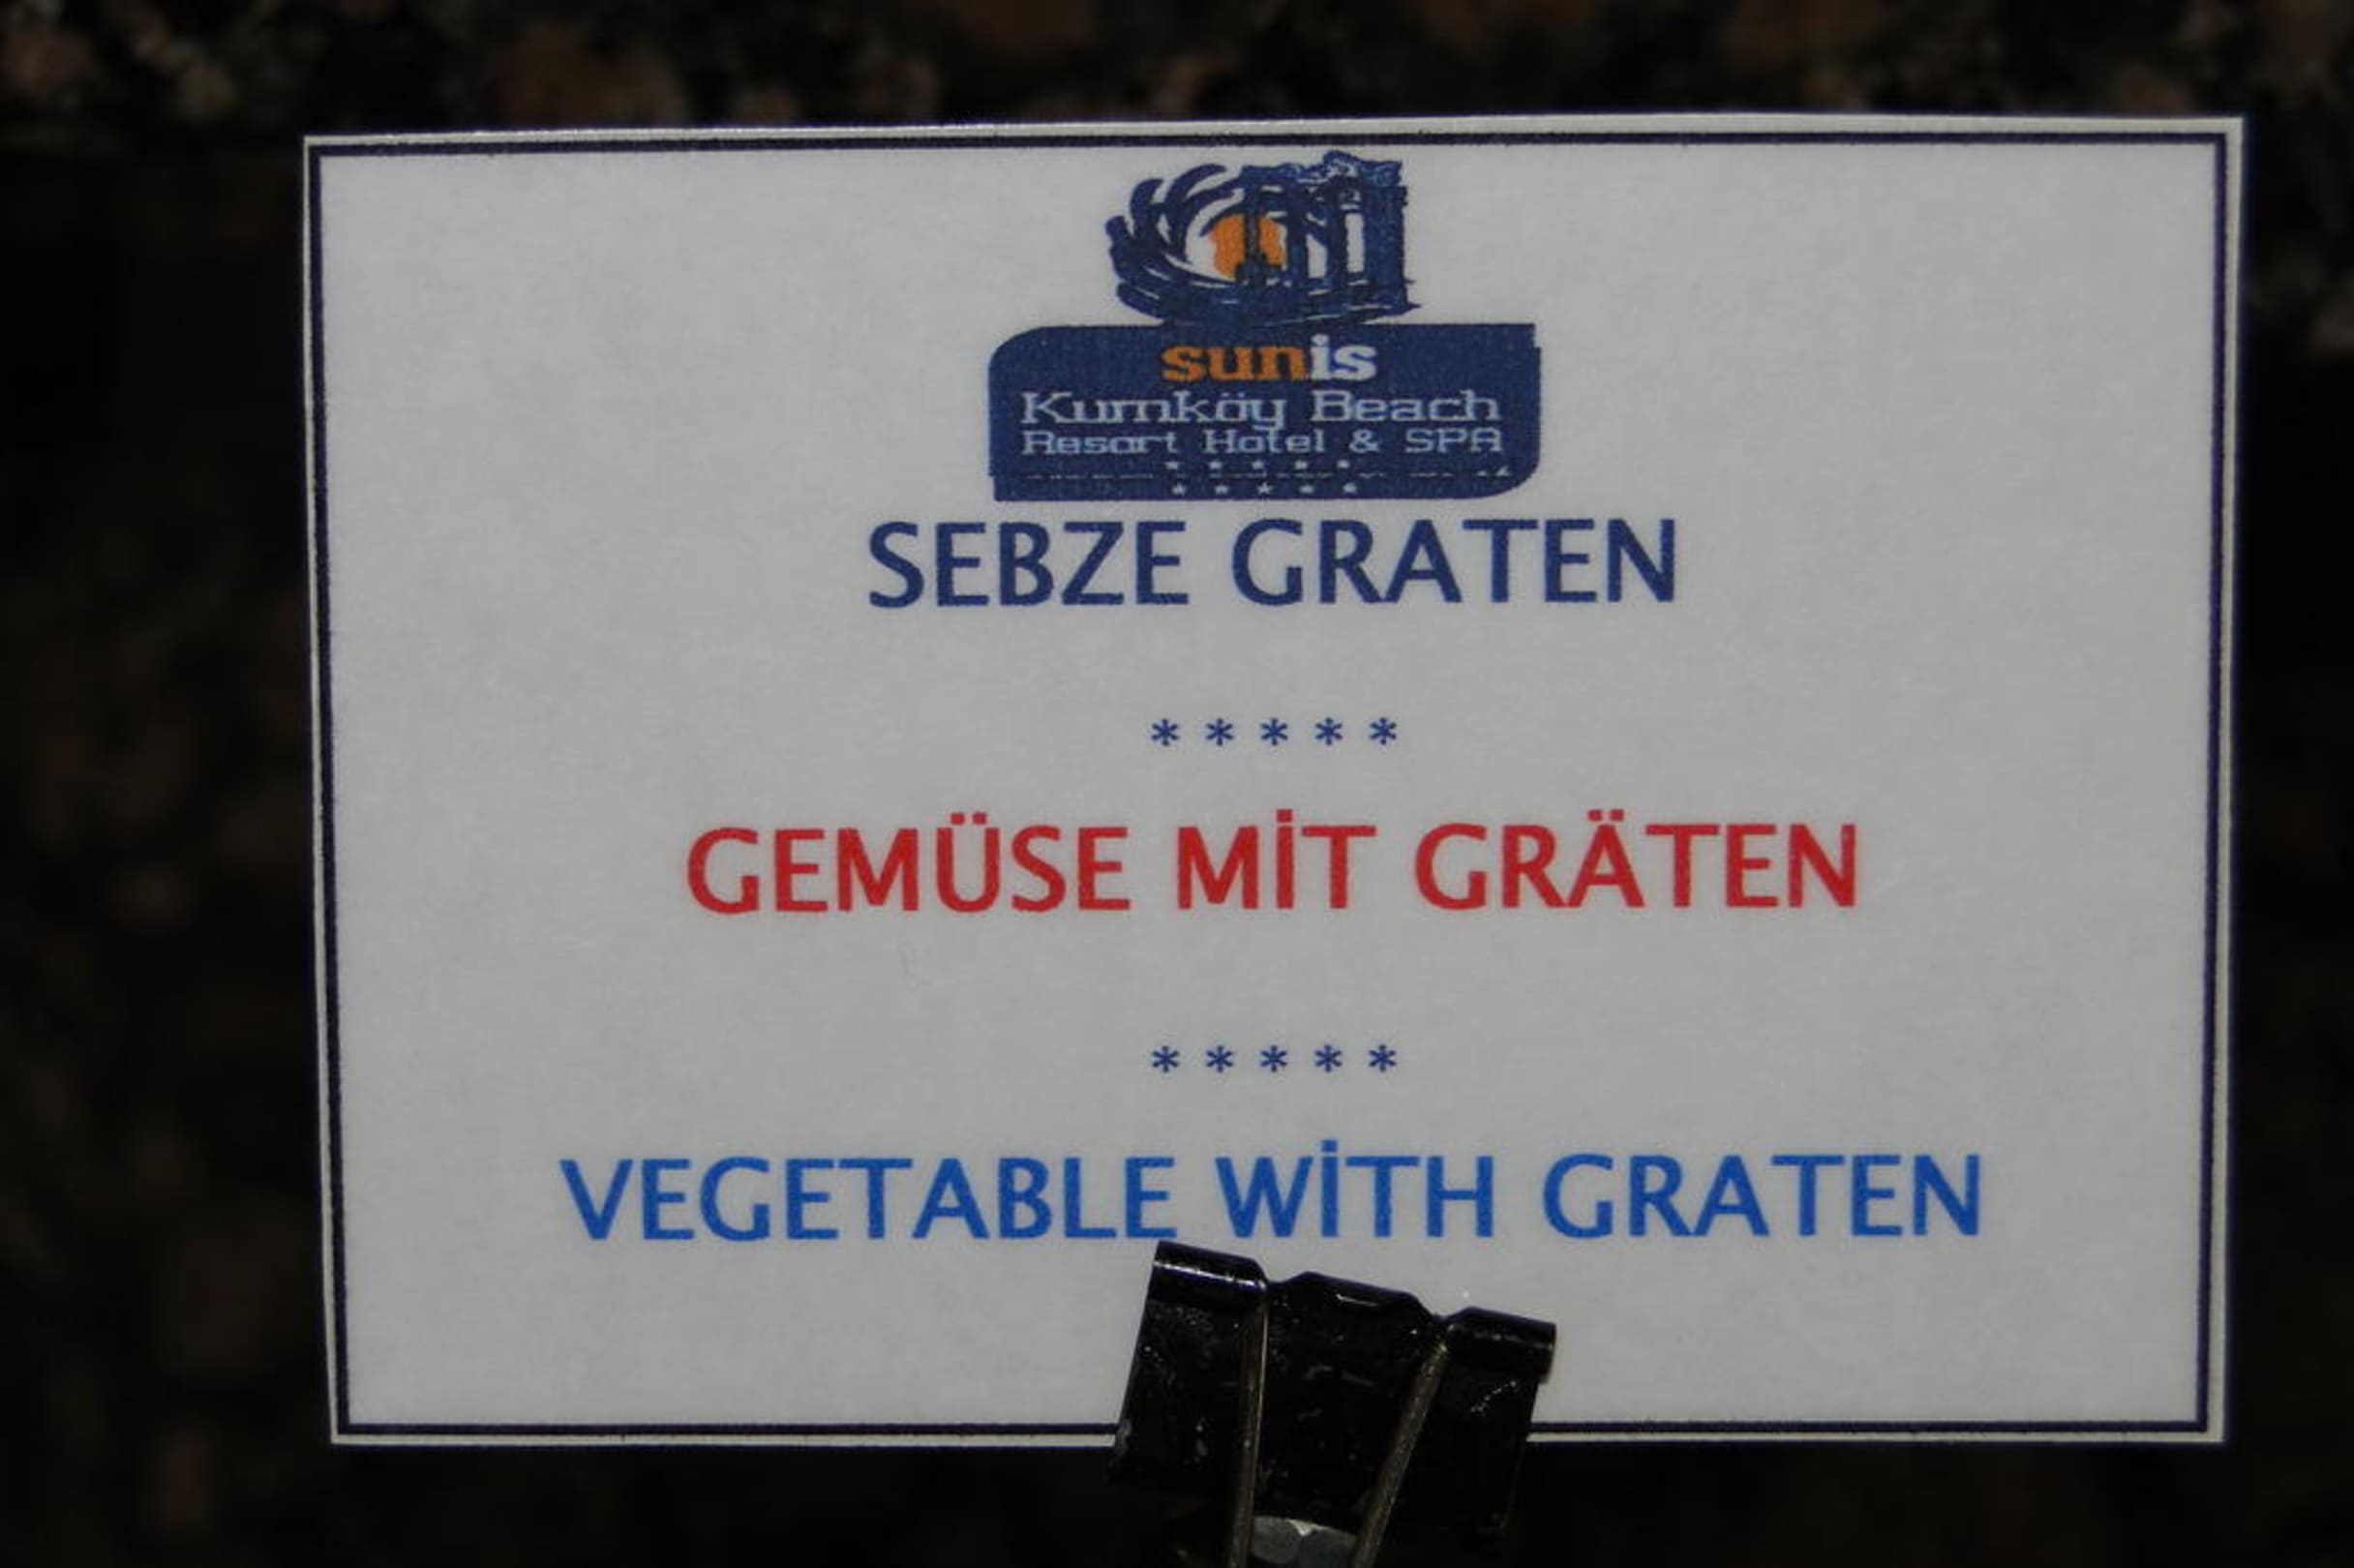 sunis
Kumköy Beach
Resort Hotel & SPA
* * * * *
SEBZE GRATEN
* * * * *
GEMÜSE MİT GRÄTEN
* * * * *
VEGETABLE WİTH GRATEN